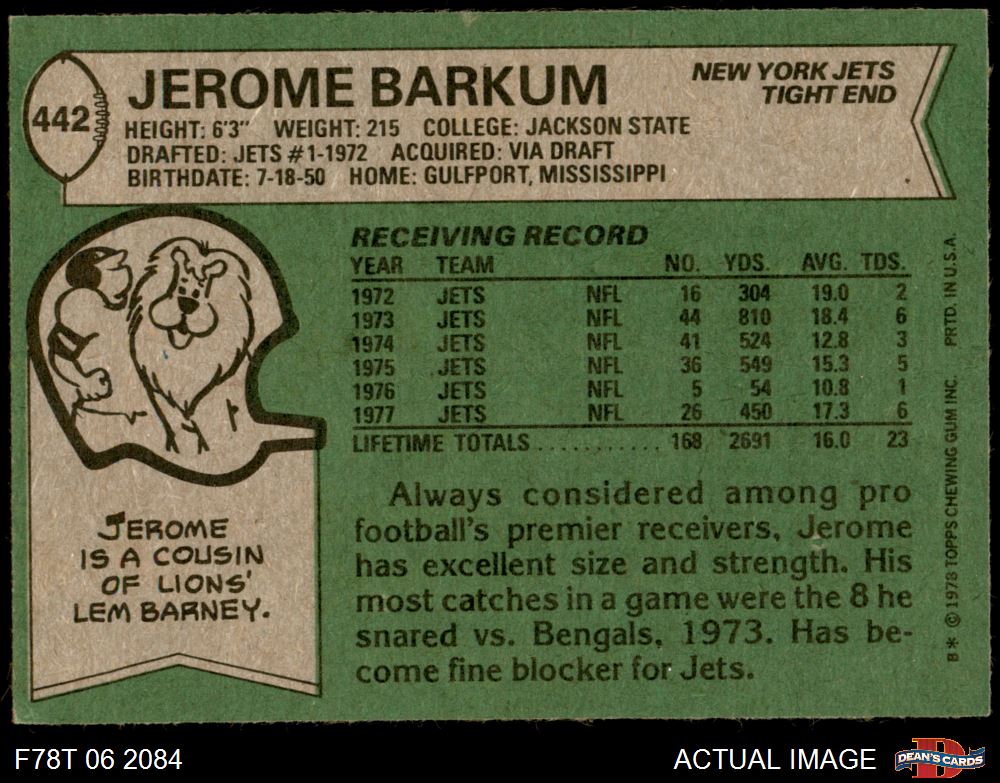 442
JEROME BARKUM
NEW YORK JETS
TIGHT END
HEIGHT: 6'3" WEIGHT: 215 COLLEGE: JACKSON STATE
DRAFTED: JETS #1-1972 ACQUIRED: VIA DRAFT
BIRTHDATE: 7-18-50 HOME: GULFPORT, MISSISSIPPI
RECEIVING RECORD
YEAR TEAM NO. YDS. AVG. TDS.
1972 JETS NFL 16 304 19.0 2
1973 JETS NFL 44 810 18.4 6
1974 JETS NFL 41 524 12.8 3
1975 JETS NFL 36 549 15.3 5
1976 JETS NFL 5 54 10.8 1
1977 JETS NFL 26 450 17.3 6
LIFETIME TOTALS........... 168 2691 16.0 23
JEROME
IS A COUSIN
OF LIONS'
LEM BARNEY.
Always considered among pro
football's premier receivers, Jerome
has excellent size and strength. His
most catches in a game were the 8 he
snared vs. Bengals, 1973. Has be-
come fine blocker for Jets.
B* © 1978 TOPPS CHEWING GUM INC. PRTD. IN U.S.A.
F78T 06 2084
ACTUAL IMAGE
D
DEAN'S CARDS